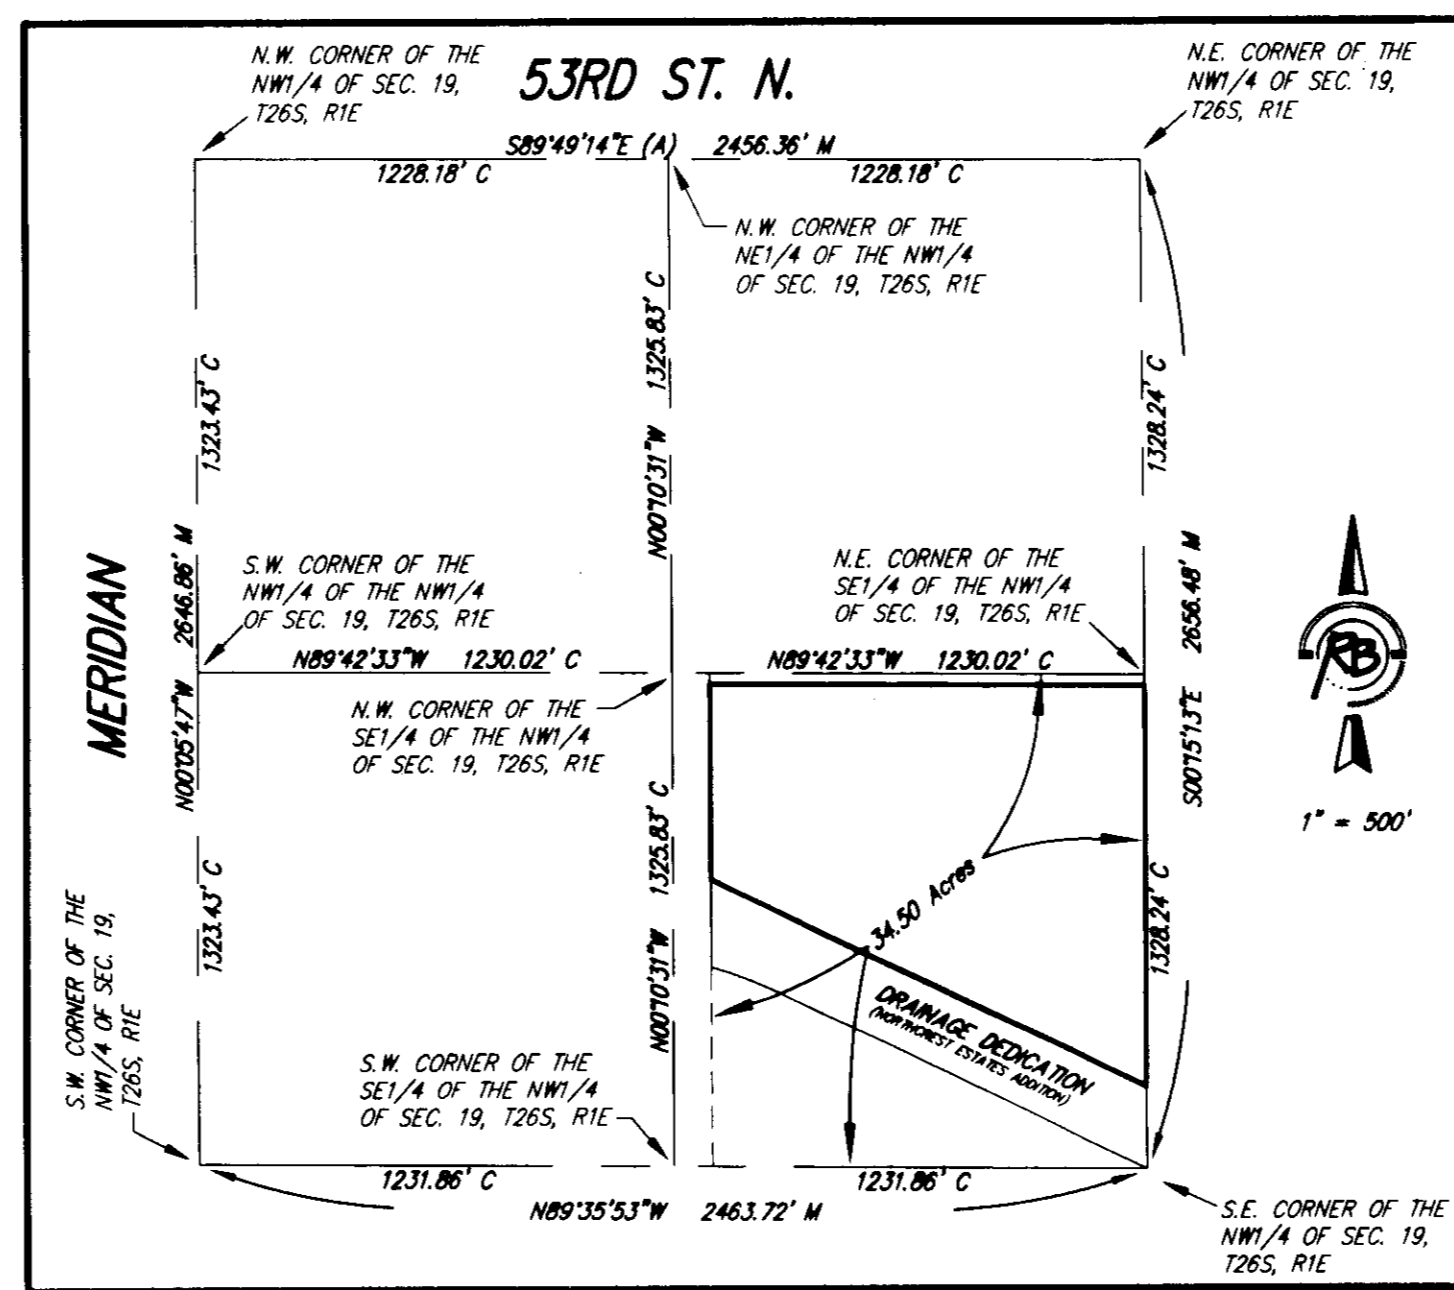 53RD ST. N.
N.W. CORNER OF THE
NW1/4 OF SEC. 19,
T26S, R1E
N.E. CORNER OF THE
NW1/4 OF SEC. 19,
T26S, R1E
S89°49'14"E (A) 2456.36' M
1228.18' C
1228.18' C
N.W. CORNER OF THE
NE1/4 OF THE NW1/4
OF SEC. 19, T26S, R1E
1323.43' C
N00°10'31"W 1325.83' C
1328.24' C
MERIDIAN
N00°05'47"W 2646.86' M
S.W. CORNER OF THE
NW1/4 OF THE NW1/4
OF SEC. 19, T26S, R1E
N.E. CORNER OF THE
SE1/4 OF THE NW1/4
OF SEC. 19, T26S, R1E
S00°15'13"E 2656.48' M
N89°42'33"W 1230.02' C
N89°42'33"W 1230.02' C
RB
1" = 500'
N.W. CORNER OF THE
SE1/4 OF THE NW1/4
OF SEC. 19, T26S, R1E
1323.43' C
N00°10'31"W 1325.83' C
34.50 Acres
1328.24' C
DRAINAGE DEDICATION
(NORTHCREST ESTATES ADDITION)
S.W. CORNER OF THE
NW1/4 OF SEC. 19,
T26S, R1E
S.W. CORNER OF THE
SE1/4 OF THE NW1/4
OF SEC. 19, T26S, R1E
1231.86' C
1231.86' C
N89°35'53"W 2463.72' M
S.E. CORNER OF THE
NW1/4 OF SEC. 19,
T26S, R1E